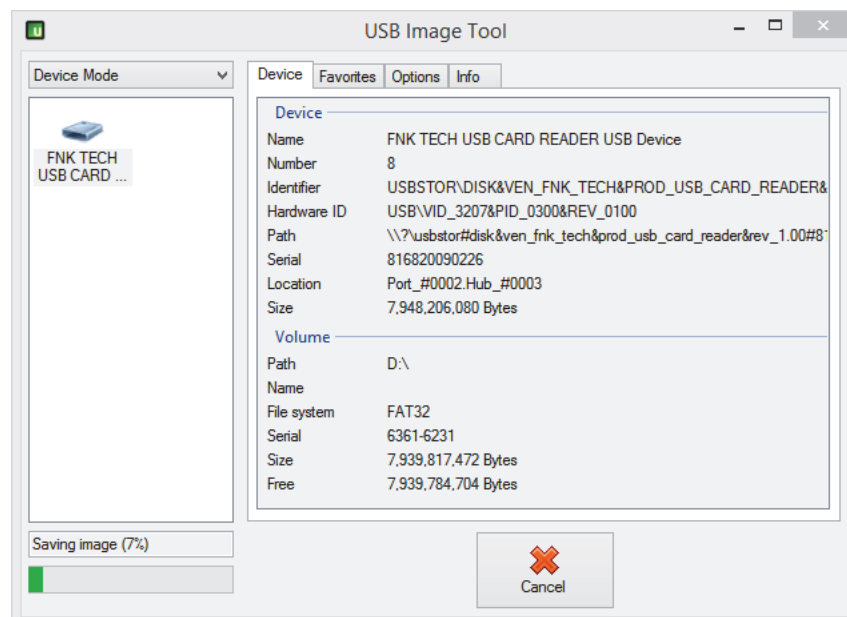 USB Image Tool
Device Mode
Device Favorites Options Info
FNK TECH
USB CARD ...
Device
Name FNK TECH USB CARD READER USB Device
Number 8
Identifier USBSTOR\DISK&VEN_FNK_TECH&PROD_USB_CARD_READER&
Hardware ID USB\VID_3207&PID_0300&REV_0100
Path \\?\usbstor#disk&ven_fnk_tech&prod_usb_card_reader&rev_1.00#81
Serial 816820090226
Location Port_#0002.Hub_#0003
Size 7,948,206,080 Bytes
Volume
Path D:\
Name
File system FAT32
Serial 6361-6231
Size 7,939,817,472 Bytes
Free 7,939,784,704 Bytes
Saving image (7%)
Cancel